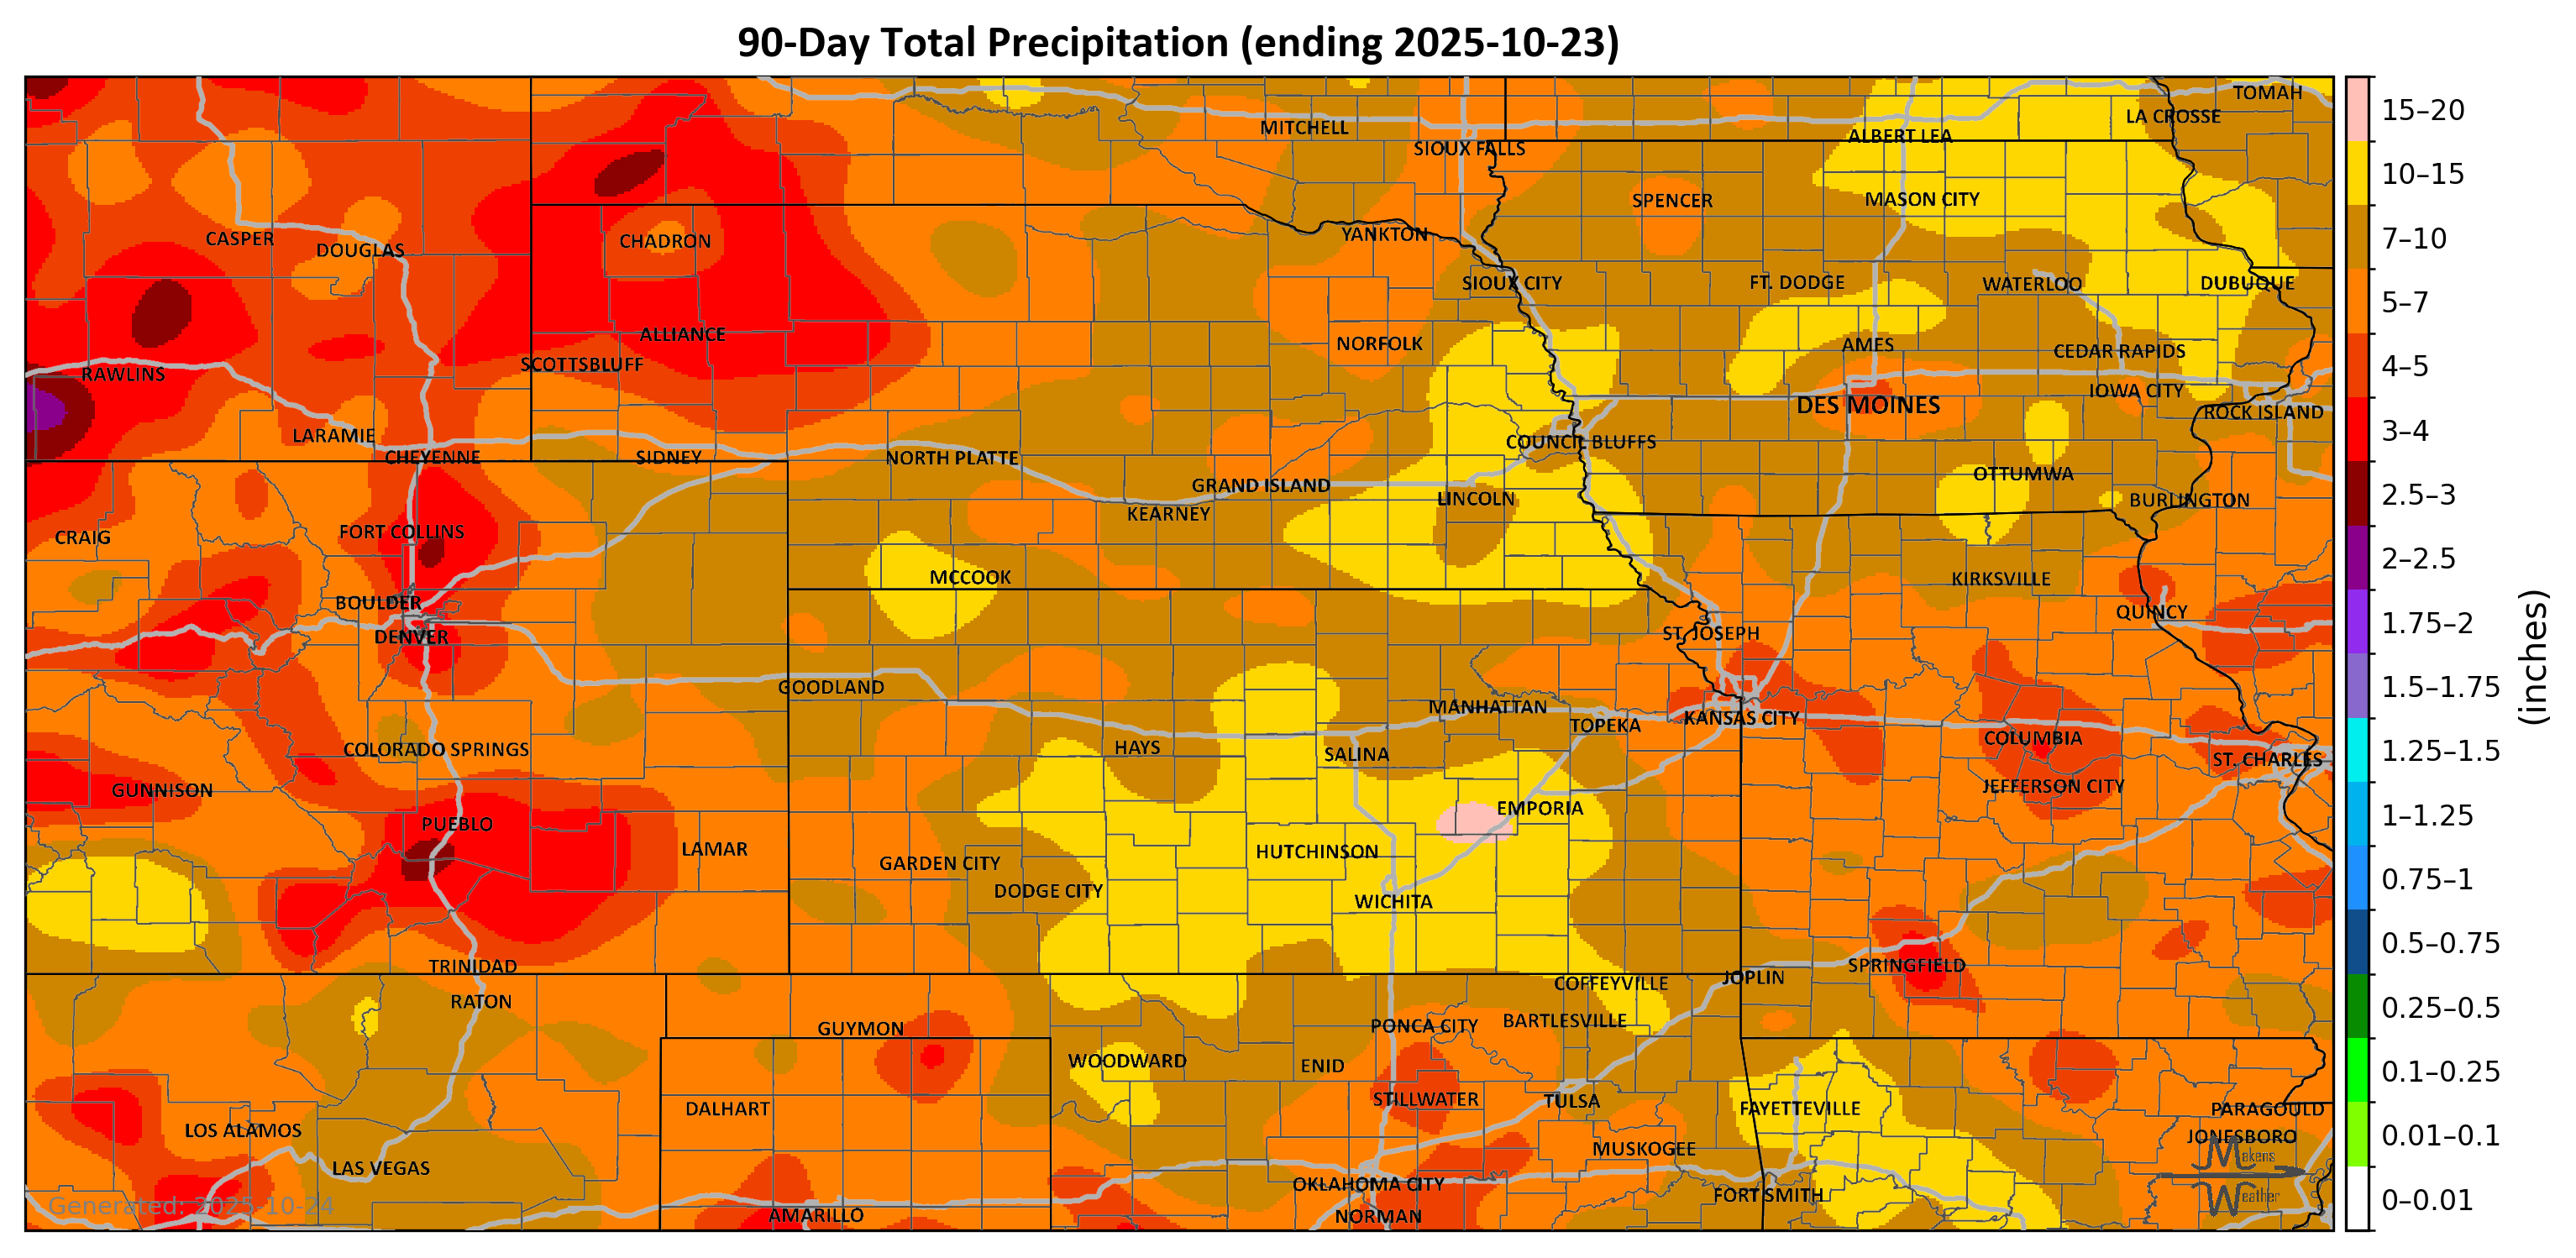 90-Day Total Precipitation (ending 2025-10-23)
TOMAH
LA CROSSE
MITCHELL
ALBERT LEA
SIOUX FALLS
SPENCER
MASON CITY
CASPER
DOUGLAS
CHADRON
YANKTON
SIOUX CITY
FT. DODGE
WATERLOO
DUBUQUE
ALLIANCE
NORFOLK
AMES
CEDAR RAPIDS
SCOTTSBLUFF
RAWLINS
IOWA CITY
DES MOINES
ROCK ISLAND
LARAMIE
COUNCIL BLUFFS
CHEYENNE
SIDNEY
NORTH PLATTE
OTTUMWA
GRAND ISLAND
LINCOLN
BURLINGTON
KEARNEY
FORT COLLINS
CRAIG
MCCOOK
KIRKSVILLE
BOULDER
QUINCY
DENVER
ST. JOSEPH
GOODLAND
MANHATTAN
TOPEKA
KANSAS CITY
COLUMBIA
COLORADO SPRINGS
HAYS
SALINA
ST. CHARLES
GUNNISON
JEFFERSON CITY
EMPORIA
PUEBLO
LAMAR
HUTCHINSON
GARDEN CITY
DODGE CITY
WICHITA
TRINIDAD
SPRINGFIELD
JOPLIN
COFFEYVILLE
RATON
GUYMON
PONCA CITY
BARTLESVILLE
WOODWARD
ENID
STILLWATER
TULSA
DALHART
FAYETTEVILLE
PARAGOULD
LOS ALAMOS
JONESBORO
MUSKOGEE
LAS VEGAS
OKLAHOMA CITY
FORT SMITH
AMARILLO
NORMAN
Generated: 2025-10-24
Makens
Weather
15–20
10–15
7–10
5–7
4–5
3–4
2.5–3
2–2.5
1.75–2
1.5–1.75
1.25–1.5
1–1.25
0.75–1
0.5–0.75
0.25–0.5
0.1–0.25
0.01–0.1
0–0.01
(inches)